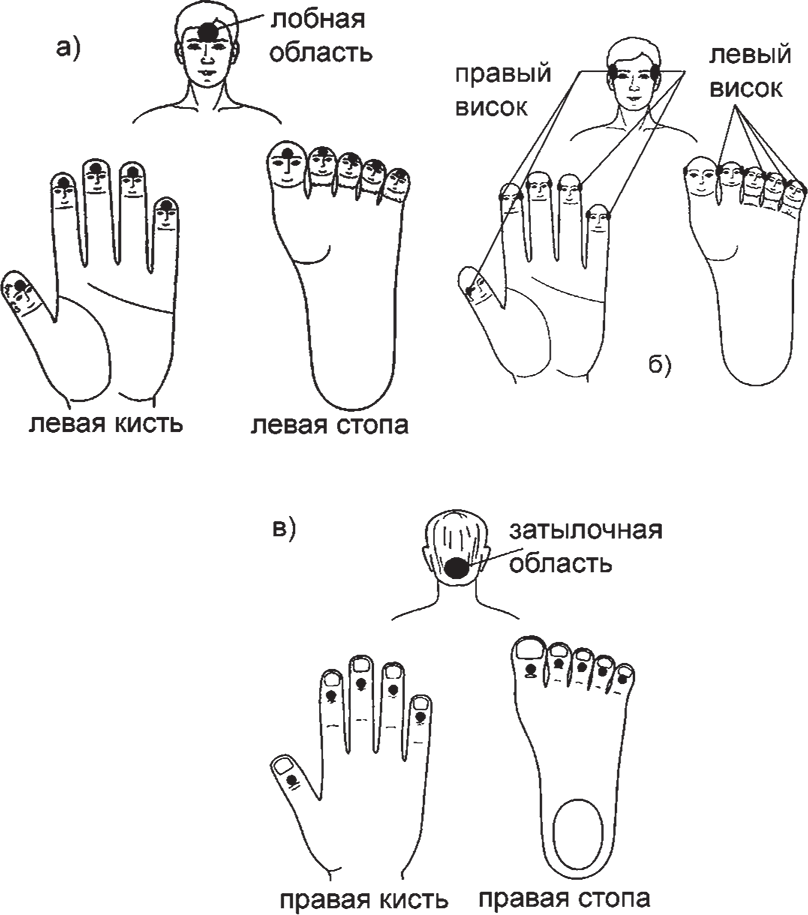 а)
лобная
область
левая кисть
левая стопа
правый
висок
левый
висок
б)
в)
затылочная
область
правая кисть
правая стопа